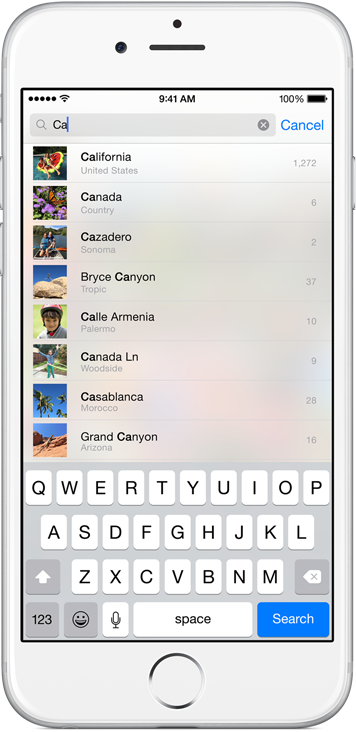 9:41 AM 100%
Ca Cancel
California 1,272
United States
Canada 6
Country
Cazadero 2
Sonoma
Bryce Canyon 37
Tropic
Calle Armenia 10
Palermo
Canada Ln 9
Woodside
Casablanca 28
Morocco
Grand Canyon 16
Arizona
Q W E R T Y U I O P
A S D F G H J K L
Z X C V B N M
123 space Search